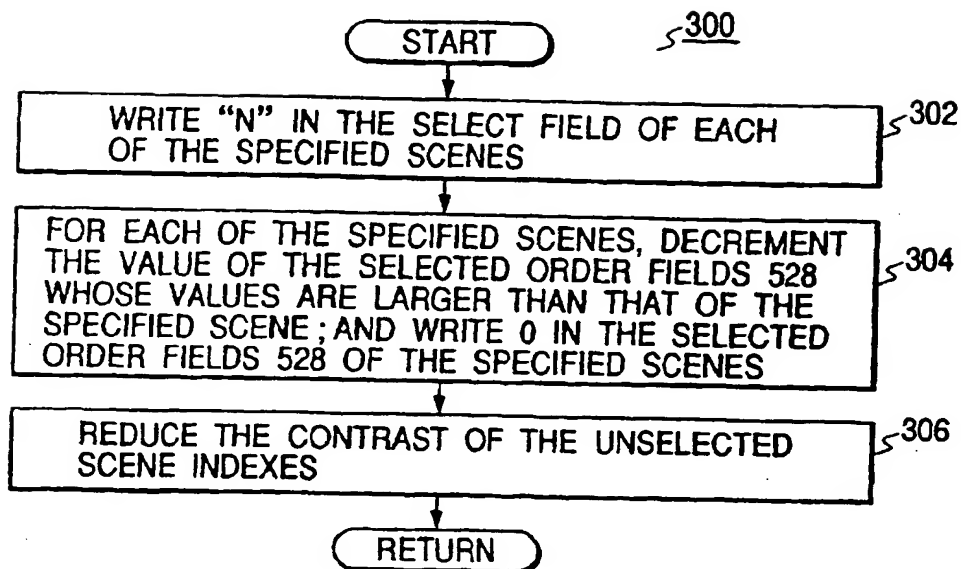 START
300
WRITE “N” IN THE SELECT FIELD OF EACH
OF THE SPECIFIED SCENES
302
FOR EACH OF THE SPECIFIED SCENES, DECREMENT
THE VALUE OF THE SELECTED ORDER FIELDS 528
WHOSE VALUES ARE LARGER THAN THAT OF THE
SPECIFIED SCENE; AND WRITE 0 IN THE SELECTED
ORDER FIELDS 528 OF THE SPECIFIED SCENES
304
REDUCE THE CONTRAST OF THE UNSELECTED
SCENE INDEXES
306
RETURN